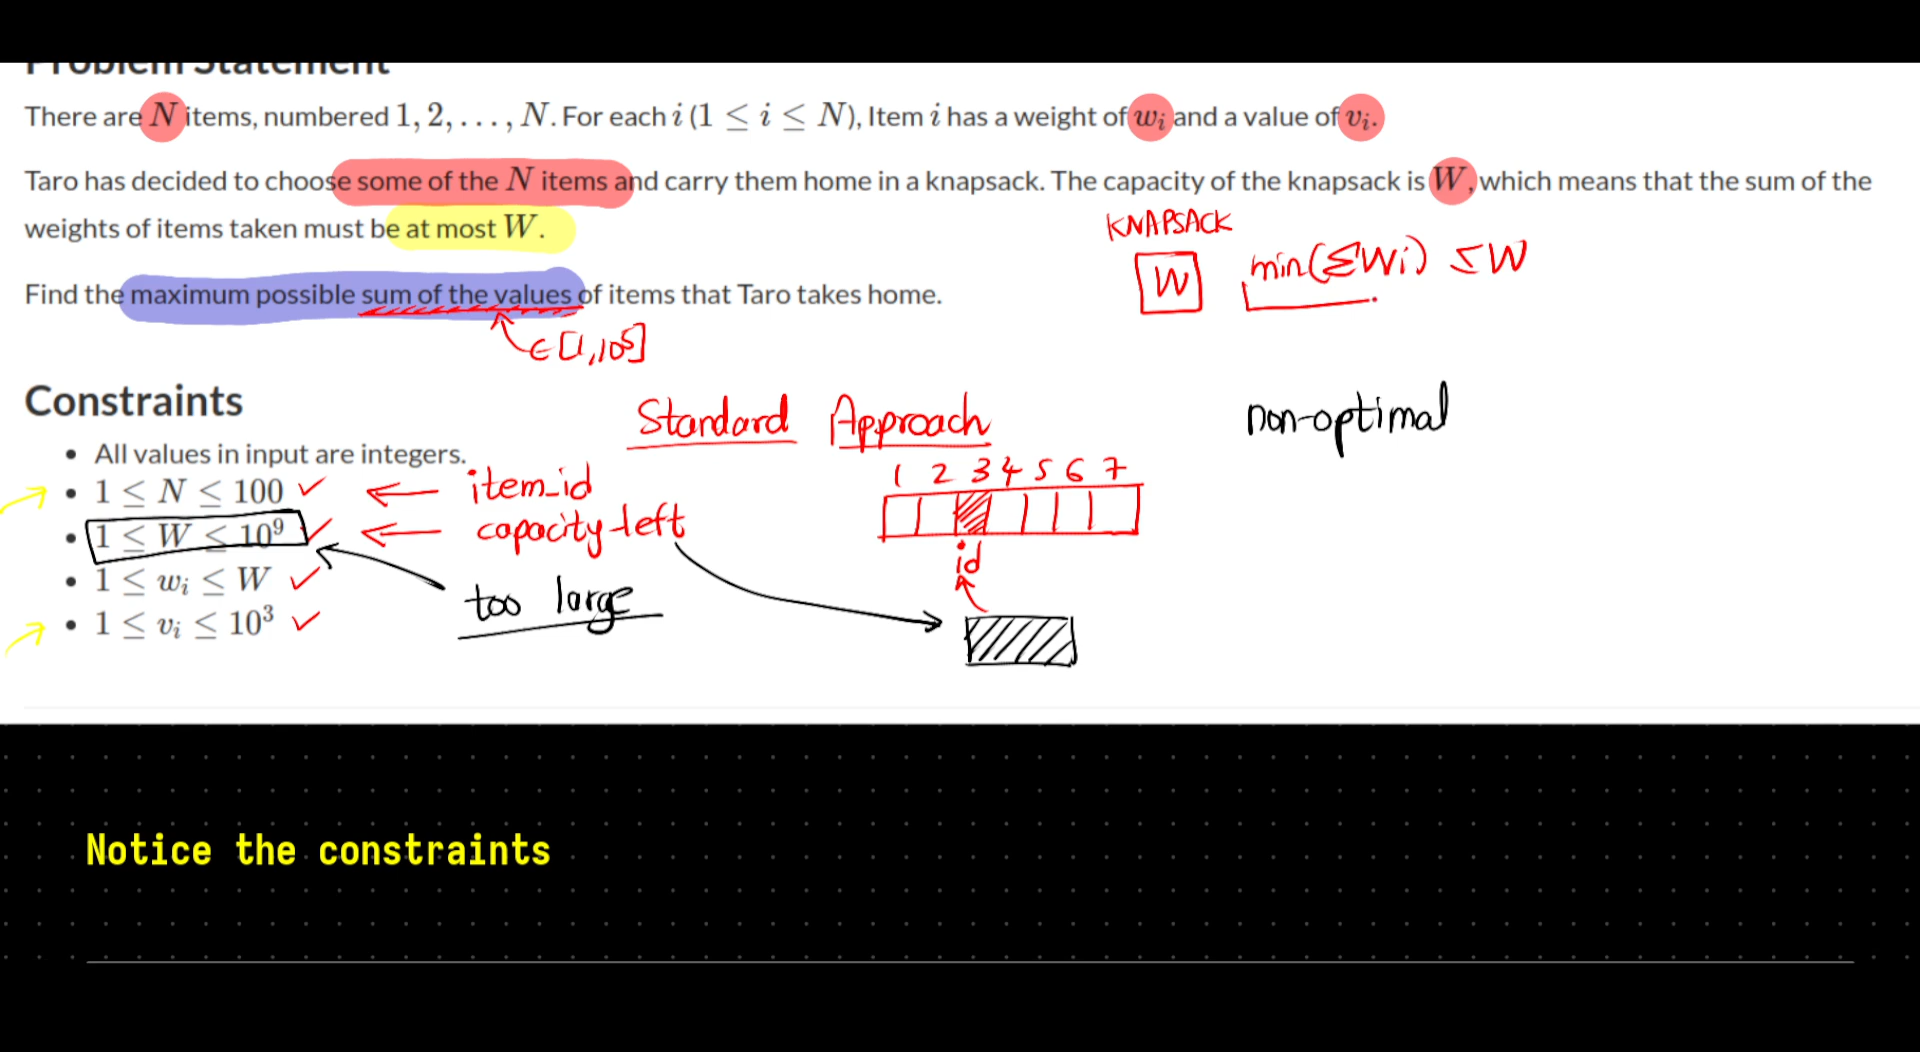 Problem Statement
There are N items, numbered 1, 2, . . . , N. For each i (1 ≤ i ≤ N), Item i has a weight of wᵢ and a value of vᵢ.
Taro has decided to choose some of the N items and carry them home in a knapsack. The capacity of the knapsack is W, which means that the sum of the
weights of items taken must be at most W.
KNAPSACK
W min(ΣWi) ≤ W
Find the maximum possible sum of the values of items that Taro takes home.
∈ [1, 10⁵]
Constraints
Standard Approach
non-optimal
• All values in input are integers.
1 2 3 4 5 6 7
• 1 ≤ N ≤ 100 ✓ ← item_id
• 1 ≤ W ≤ 10⁹ ✓ ← capacity-left
id
• 1 ≤ wᵢ ≤ W ✓
too large
• 1 ≤ vᵢ ≤ 10³ ✓
Notice the constraints